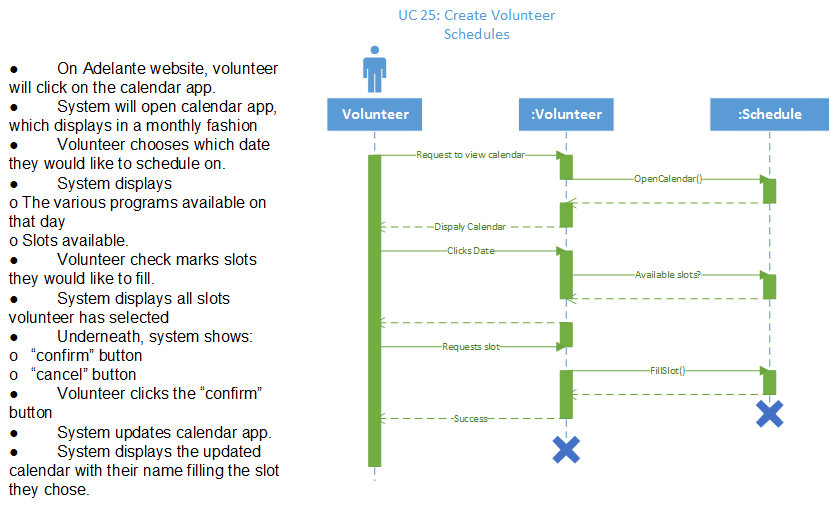 UC 25: Create Volunteer
Schedules
● On Adelante website, volunteer
will click on the calendar app.
● System will open calendar app,
which displays in a monthly fashion
● Volunteer chooses which date
they would like to schedule on.
● System displays
o The various programs available on
that day
o Slots available.
● Volunteer check marks slots
they would like to fill.
● System displays all slots
volunteer has selected
● Underneath, system shows:
o “confirm” button
o “cancel” button
● Volunteer clicks the “confirm”
button
● System updates calendar app.
● System displays the updated
calendar with their name filling the slot
they chose.
Volunteer
:Volunteer
:Schedule
Request to view calendar
OpenCalendar()
Dispaly Calendar
Clicks Date
Available slots?
Requests slot
FillSlot()
Success